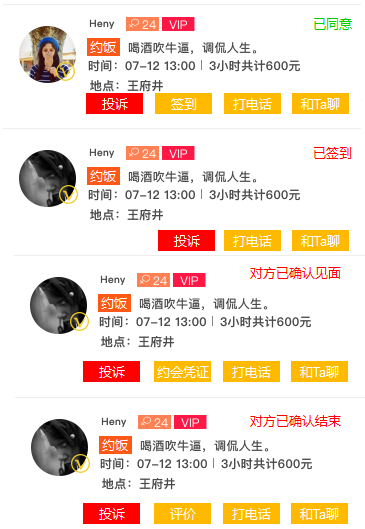 Heny 24 VIP 已同意
约饭 喝酒吹牛逼，调侃人生。
时间：07-12 13:00 | 3小时共计600元
地点：王府井
投诉 签到 打电话 和Ta聊
Heny 24 VIP 已签到
约饭 喝酒吹牛逼，调侃人生。
时间：07-12 13:00 | 3小时共计600元
地点：王府井
投诉 打电话 和Ta聊
对方已确认见面
Heny 24 VIP
约饭 喝酒吹牛逼，调侃人生。
时间：07-12 13:00 | 3小时共计600元
地点：王府井
投诉 约会凭证 打电话 和Ta聊
Heny 24 VIP 对方已确认结束
约饭 喝酒吹牛逼，调侃人生。
时间：07-12 13:00 | 3小时共计600元
地点：王府井
投诉 评价 打电话 和Ta聊